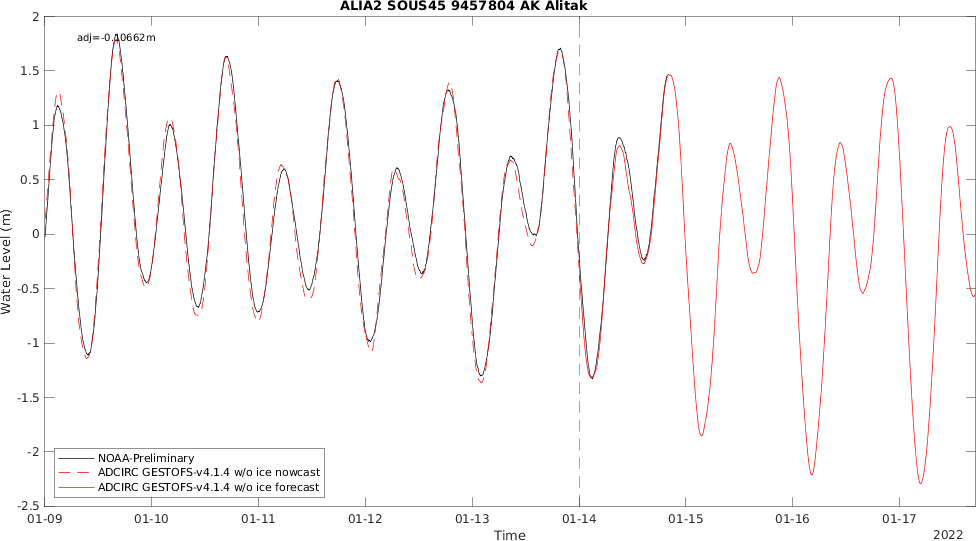 ALIA2 SOUS45 9457804 AK Alitak
adj=-0.10662m
2
1.5
1
0.5
0
-0.5
-1
-1.5
-2
-2.5
Water Level (m)
NOAA-Preliminary
ADCIRC GESTOFS-v4.1.4 w/o ice nowcast
ADCIRC GESTOFS-v4.1.4 w/o ice forecast
01-09 01-10 01-11 01-12 01-13 01-14 01-15 01-16 01-17
Time
2022